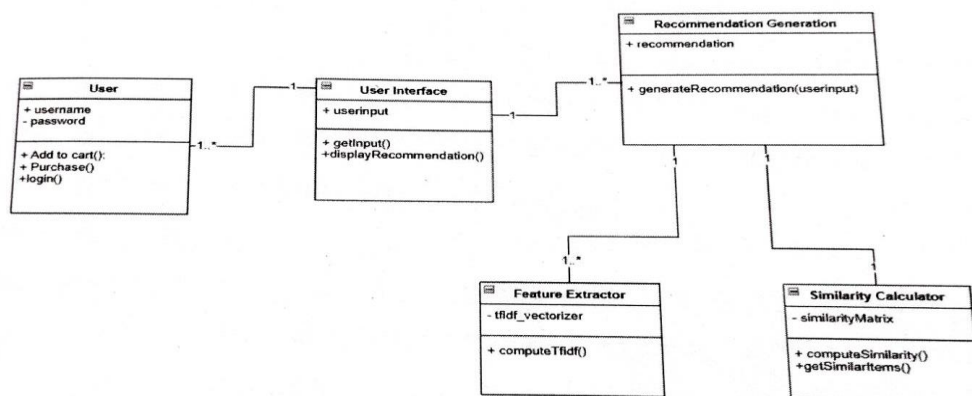 Recommendation Generation
+ recommendation
+ generateRecommendation(userinput)
User
+ username
- password
+ Add to cart():
+ Purchase()
+login()
1..*
1
User Interface
+ userinput
+ getInput()
+displayRecommendation()
1
1..*
1
1
1..*
1
Feature Extractor
- tfidf_vectorizer
+ computeTfidf()
Similarity Calculator
- similarityMatrix
+ computeSimilarity()
+getSimilarItems()